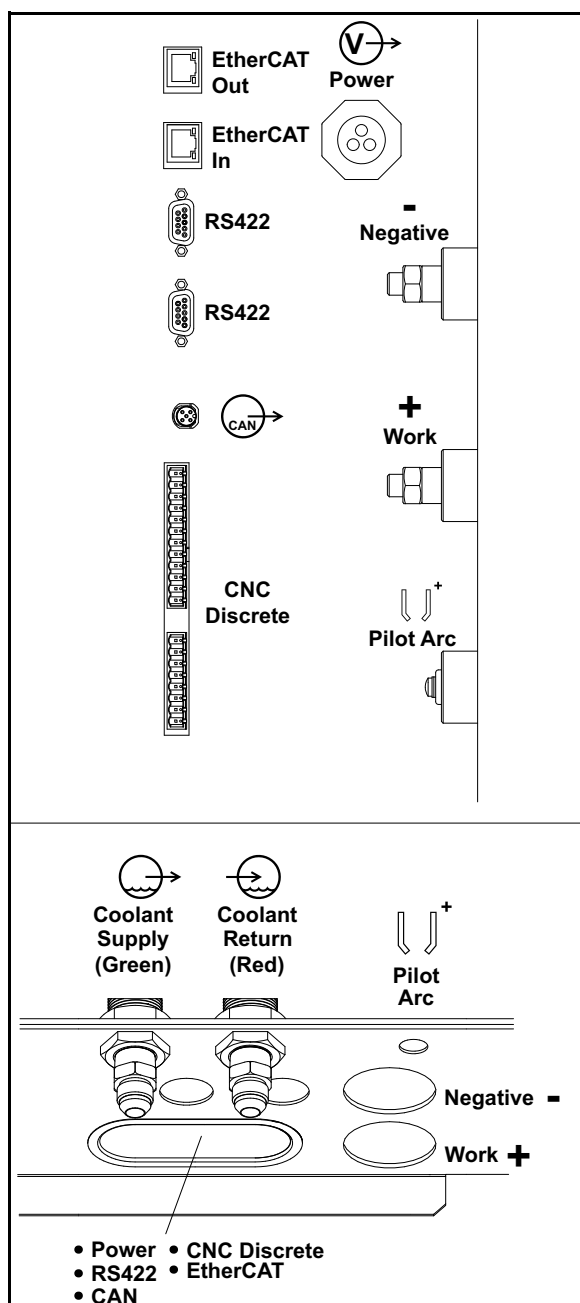 EtherCAT
Out
V
Power
EtherCAT
In
RS422
-
Negative
RS422
CAN
+
Work
CNC
Discrete
+
Pilot Arc
Coolant
Supply
(Green)
Coolant
Return
(Red)
+
Pilot
Arc
Negative -
Work +
• Power • CNC Discrete
• RS422 • EtherCAT
• CAN